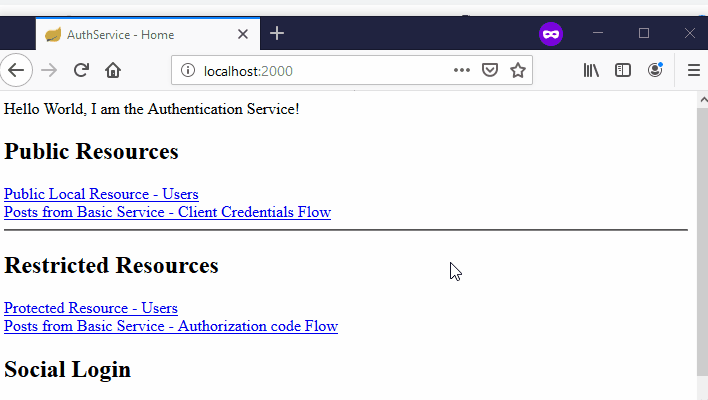 AuthService - Home
localhost:2000
Hello World, I am the Authentication Service!
Public Resources
Public Local Resource - Users
Posts from Basic Service - Client Credentials Flow
Restricted Resources
Protected Resource - Users
Posts from Basic Service - Authorization code Flow
Social Login